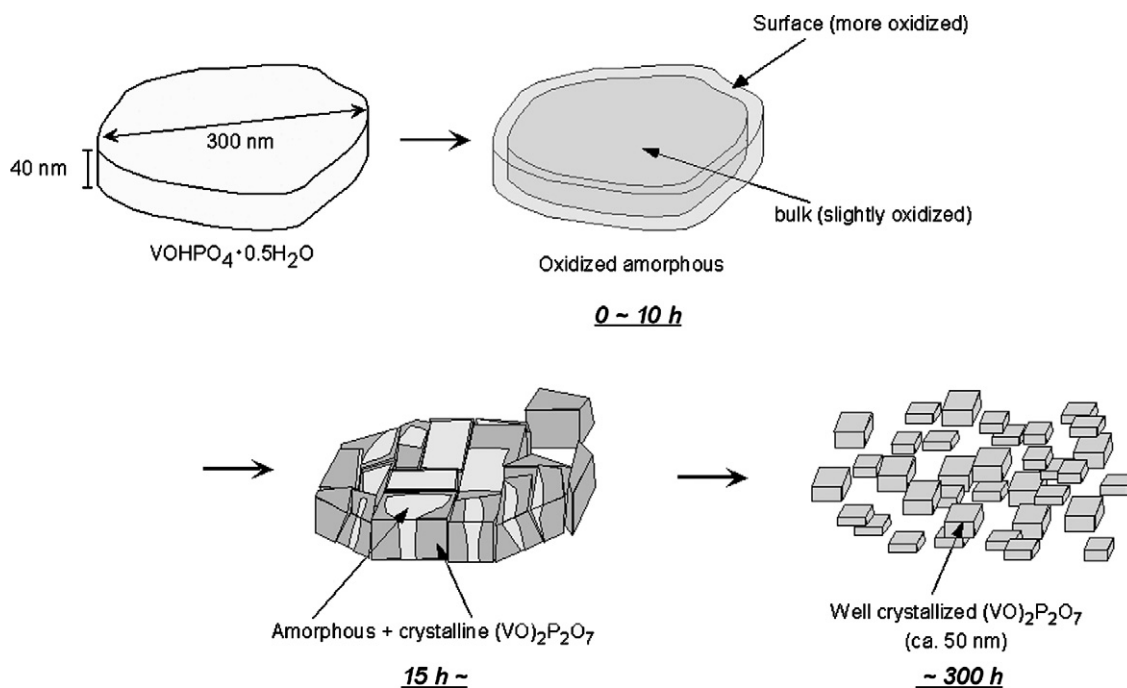 Surface (more oxidized)
300 nm
40 nm
bulk (slightly oxidized)
VOHPO₄·0.5H₂O
Oxidized amorphous
0 ~ 10 h
Amorphous + crystalline (VO)₂P₂O₇
15 h ~
Well crystallized (VO)₂P₂O₇
(ca. 50 nm)
~ 300 h